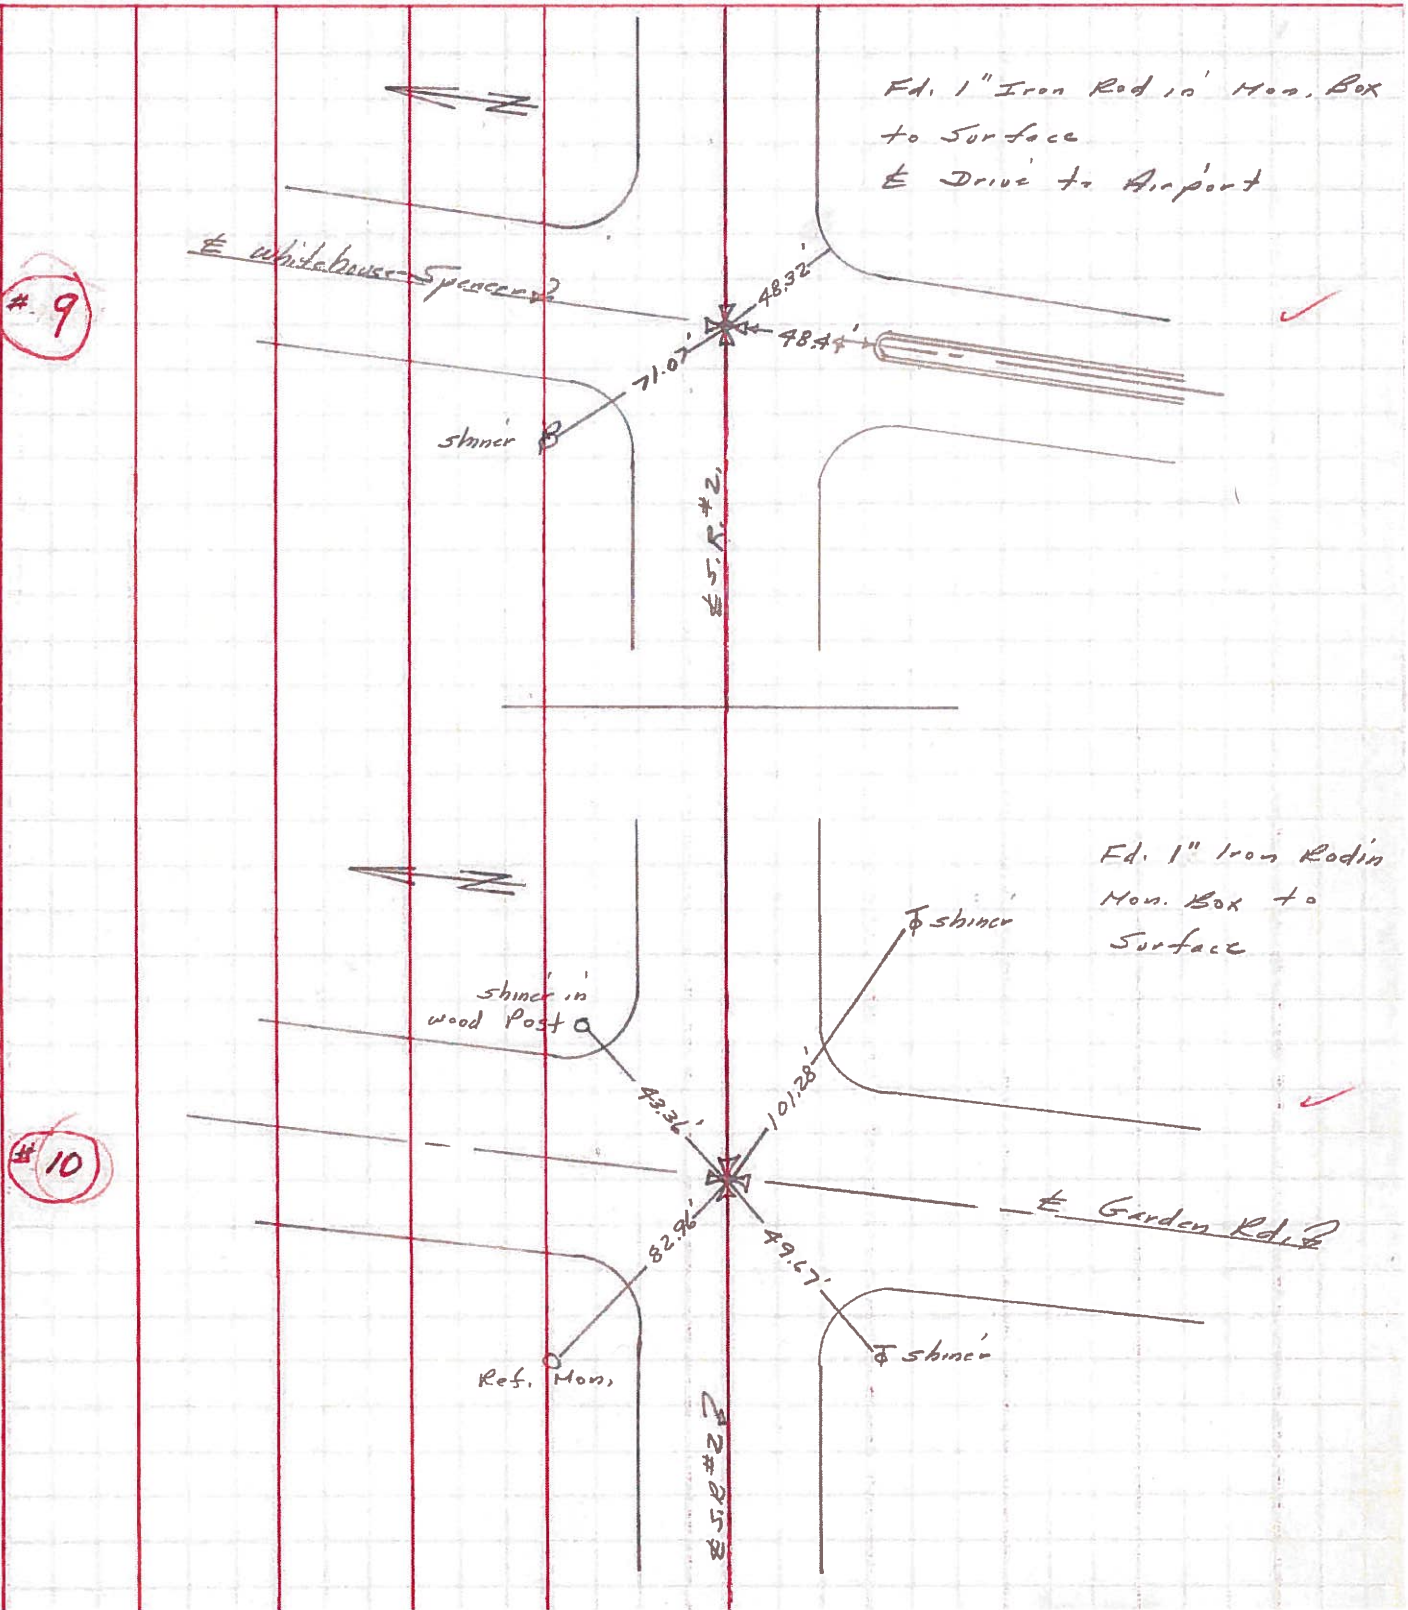 Fd. 1" Iron Rod in Mon. Box
to Surface
℄ Drive to Airport
℄ Whitehouse-Spencer
# 9
48.32'
48.44'
71.07'
shiner
℄ S.R. #2
Fd. 1" Iron Rod in
Mon. Box to
Surface
shiner
shiner in
wood Post
43.36'
101.28'
# 10
℄ Garden Rd.
82.96'
49.67'
shiner
Ref. Mon.
℄ S.R. #2